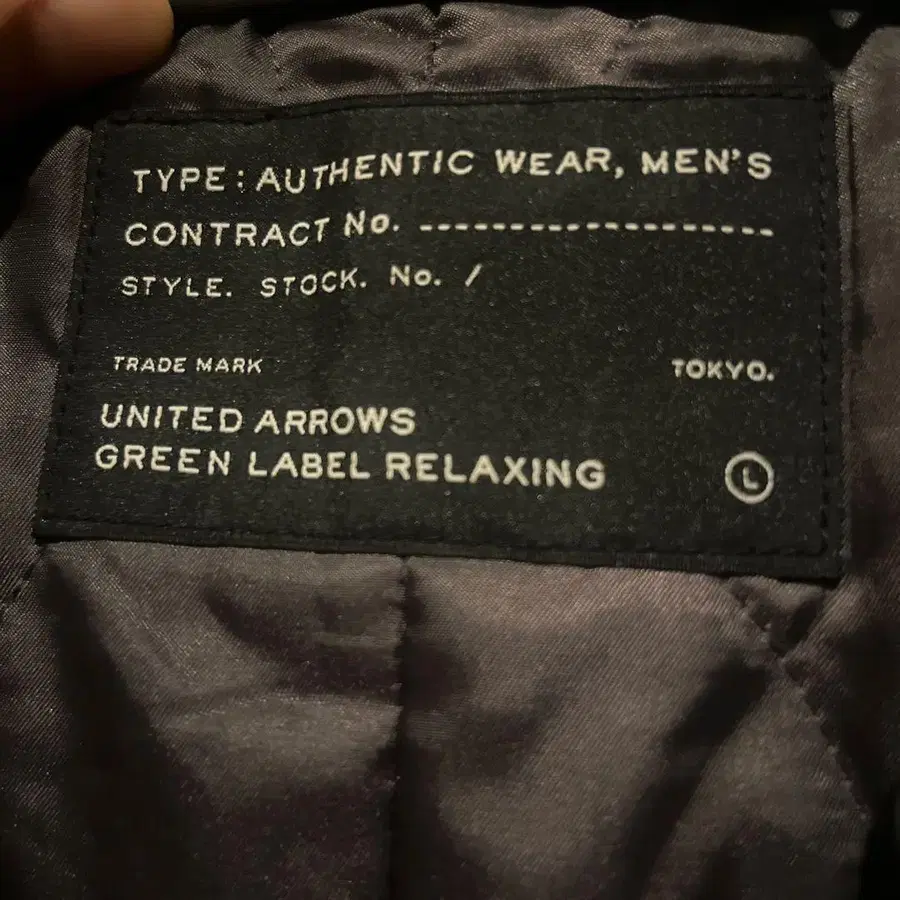 TYPE: AUTHENTIC WEAR, MEN'S
CONTRACT No. --------------------
STYLE. STOCK. No. /
TRADE MARK TOKYO.
UNITED ARROWS
GREEN LABEL RELAXING L